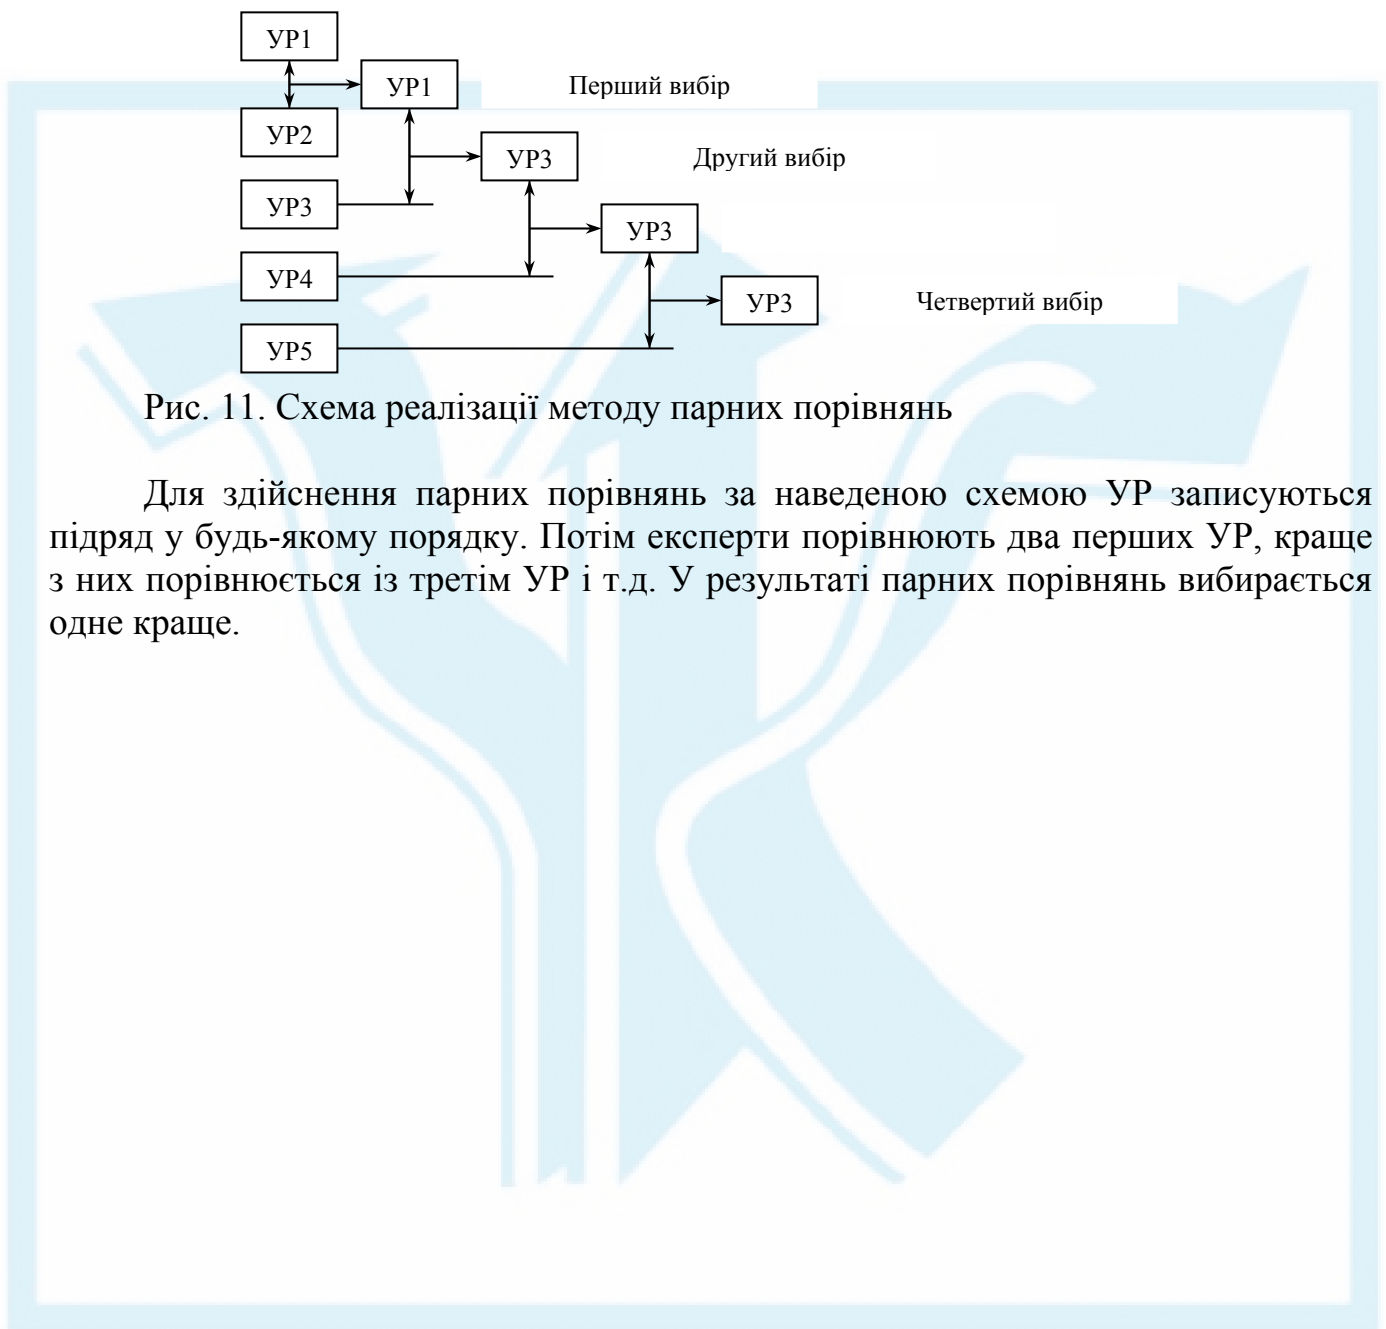 УР1
УР1
Перший вибір
УР2
УР3
Другий вибір
УР3
УР3
УР4
УР3
Четвертий вибір
УР5
Рис. 11. Схема реалізації методу парних порівнянь
Для здійснення парних порівнянь за наведеною схемою УР записуються
підряд у будь-якому порядку. Потім експерти порівнюють два перших УР, краще
з них порівнюється із третім УР і т.д. У результаті парних порівнянь вибирається
одне краще.